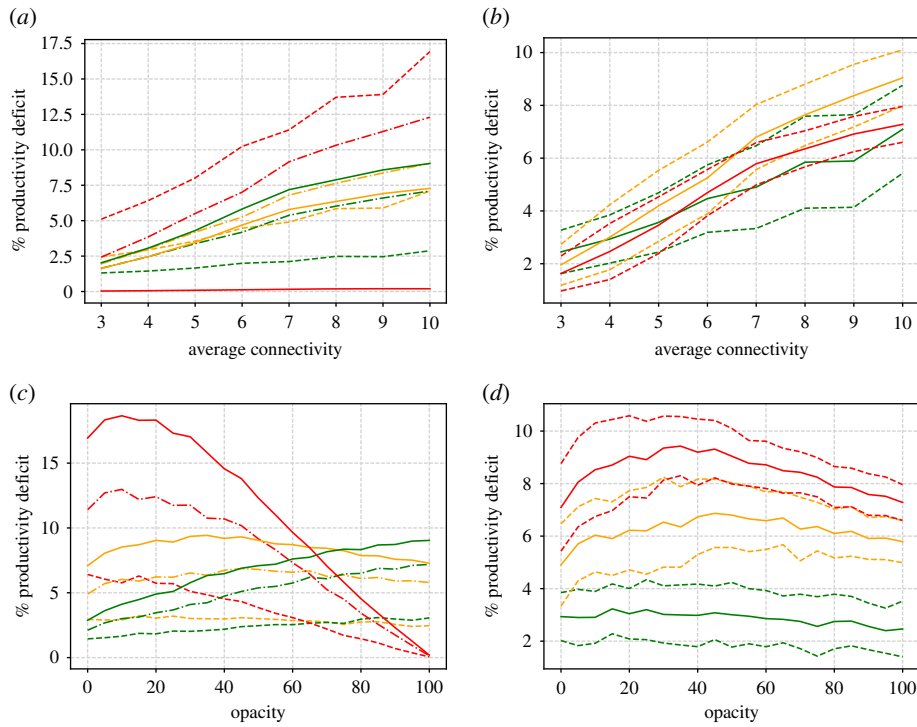 (a)
17.5
15.0
12.5
10.0
7.5
5.0
2.5
0
% productivity deficit
3 4 5 6 7 8 9 10
average connectivity
(b)
10
8
6
4
2
% productivity deficit
3 4 5 6 7 8 9 10
average connectivity
(c)
15
10
5
0
% productivity deficit
0 20 40 60 80 100
opacity
(d)
10
8
6
4
2
% productivity deficit
0 20 40 60 80 100
opacity